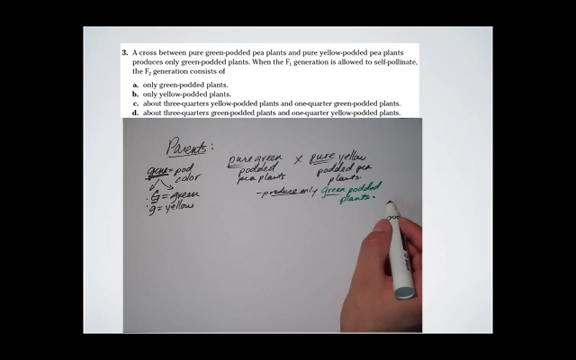 3. A cross between pure green-podded pea plants and pure yellow-podded pea plants
produces only green-podded plants. When the F1 generation is allowed to self-pollinate,
the F2 generation consists of
a. only green-podded plants.
b. only yellow-podded plants.
c. about three-quarters yellow-podded plants and one-quarter green-podded plants.
d. about three-quarters green-podded plants and one-quarter yellow-podded plants.
Parents:
pure green x pure yellow
podded podded pea
pea plants plants.
gene = pod
color
G = green
g = yellow
- produce only green podded
plants.